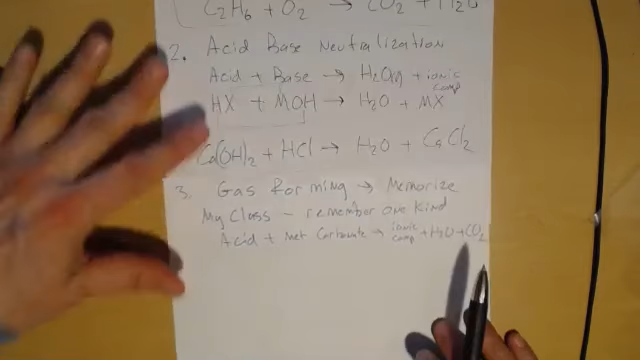 C2H6 + O2 → CO2 + H2O
2. Acid Base Neutralization
Acid + Base → H2O(l) + ionic comp
HX + MOH → H2O + MX
Ca(OH)2 + HCl → H2O + CaCl2
3. Gas forming → Memorize
My Class - remember one kind
Acid + Met Carbonate → ionic comp + H2O + CO2